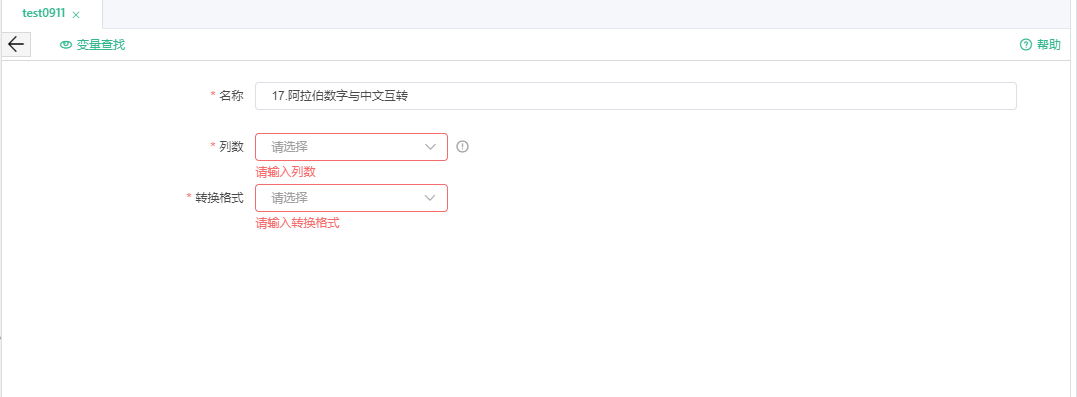 test0911
变量查找
帮助
* 名称 17.阿拉伯数字与中文互转
* 列数 请选择
请输入列数
* 转换格式 请选择
请输入转换格式